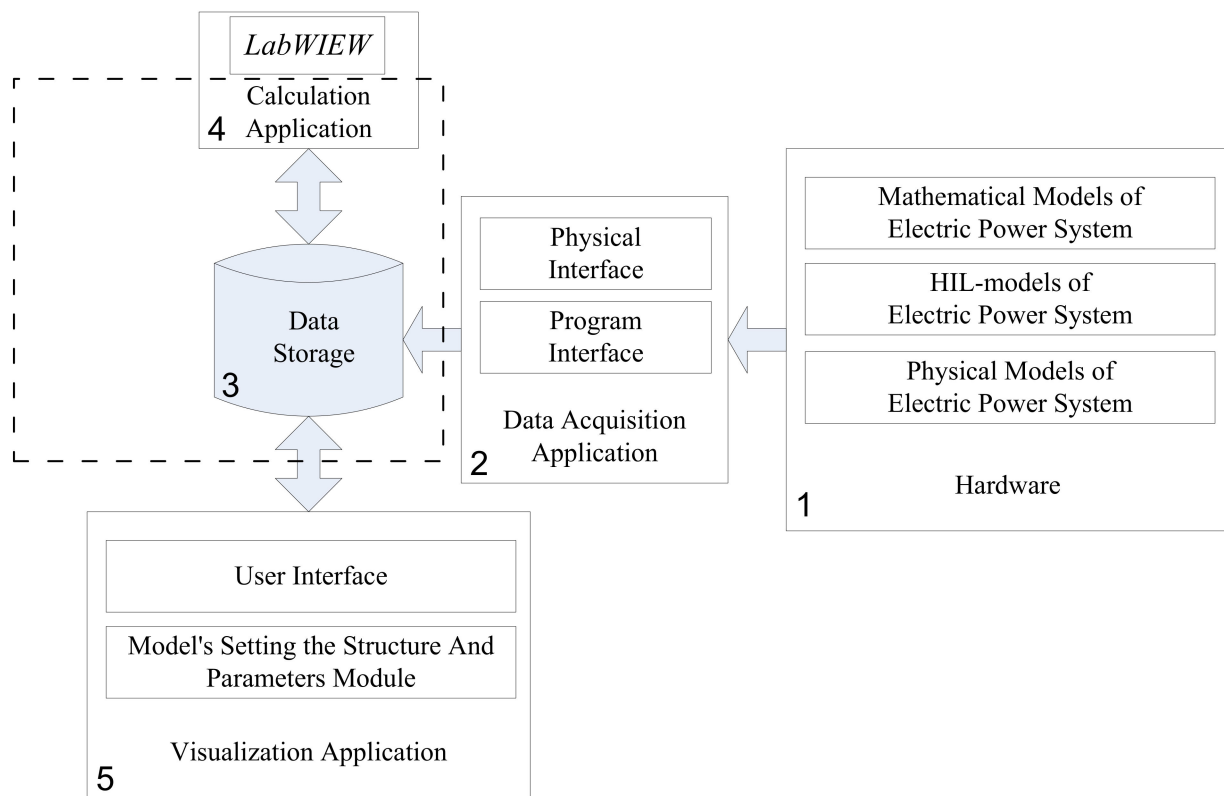 LabWIEW
Calculation
Application
4
Data
Storage
3
Physical
Interface
Program
Interface
Data Acquisition
Application
2
Mathematical Models of
Electric Power System
HIL-models of
Electric Power System
Physical Models of
Electric Power System
Hardware
1
User Interface
Model's Setting the Structure And
Parameters Module
Visualization Application
5